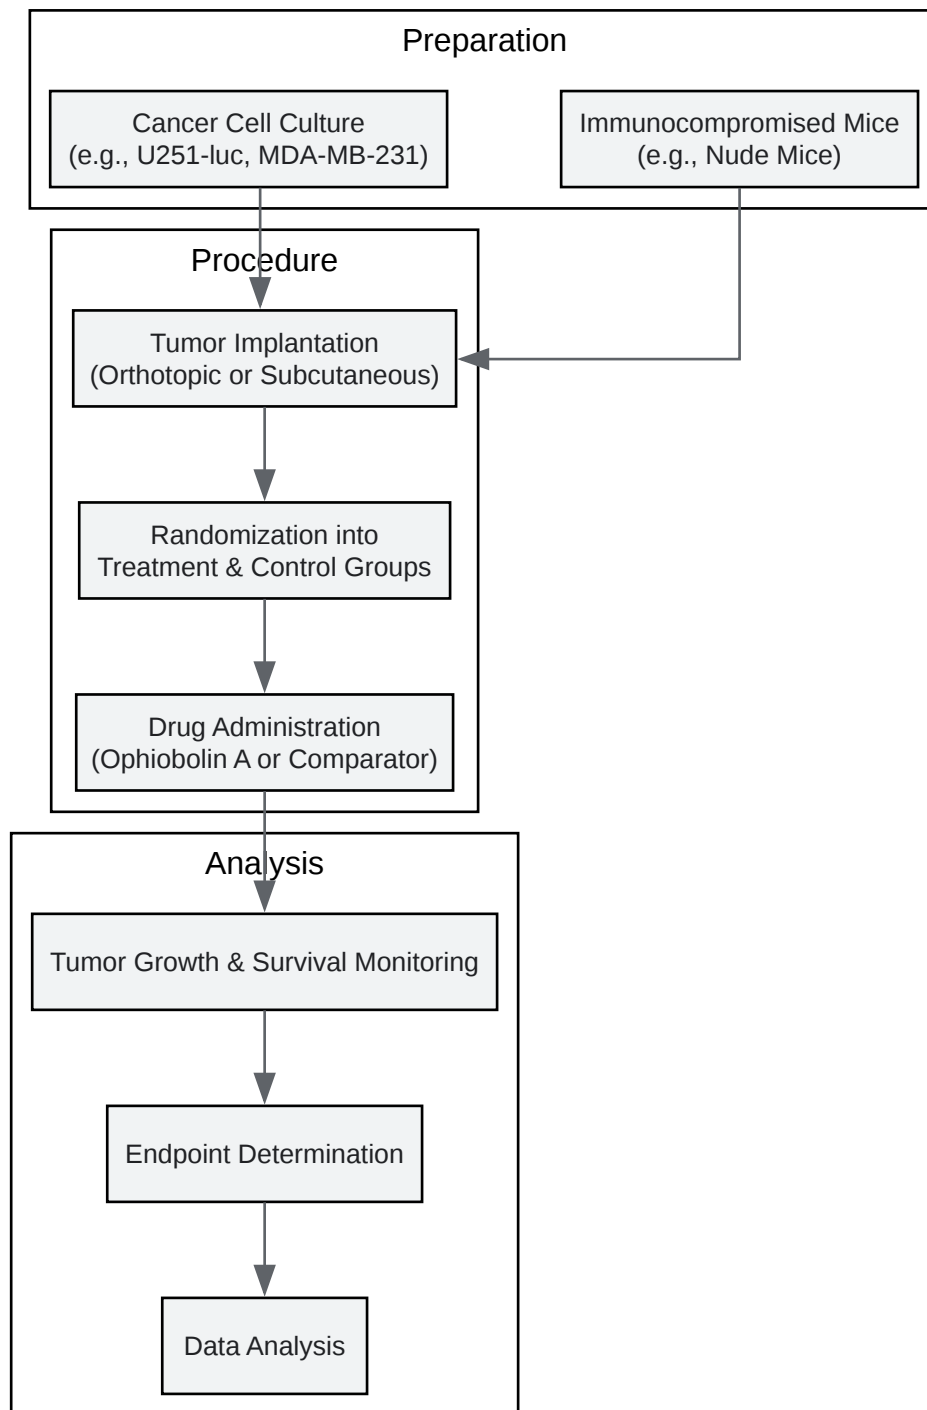 Preparation
Cancer Cell Culture
(e.g., U251-luc, MDA-MB-231)
Immunocompromised Mice
(e.g., Nude Mice)
Procedure
Tumor Implantation
(Orthotopic or Subcutaneous)
Randomization into
Treatment & Control Groups
Drug Administration
(Ophiobolin A or Comparator)
Analysis
Tumor Growth & Survival Monitoring
Endpoint Determination
Data Analysis